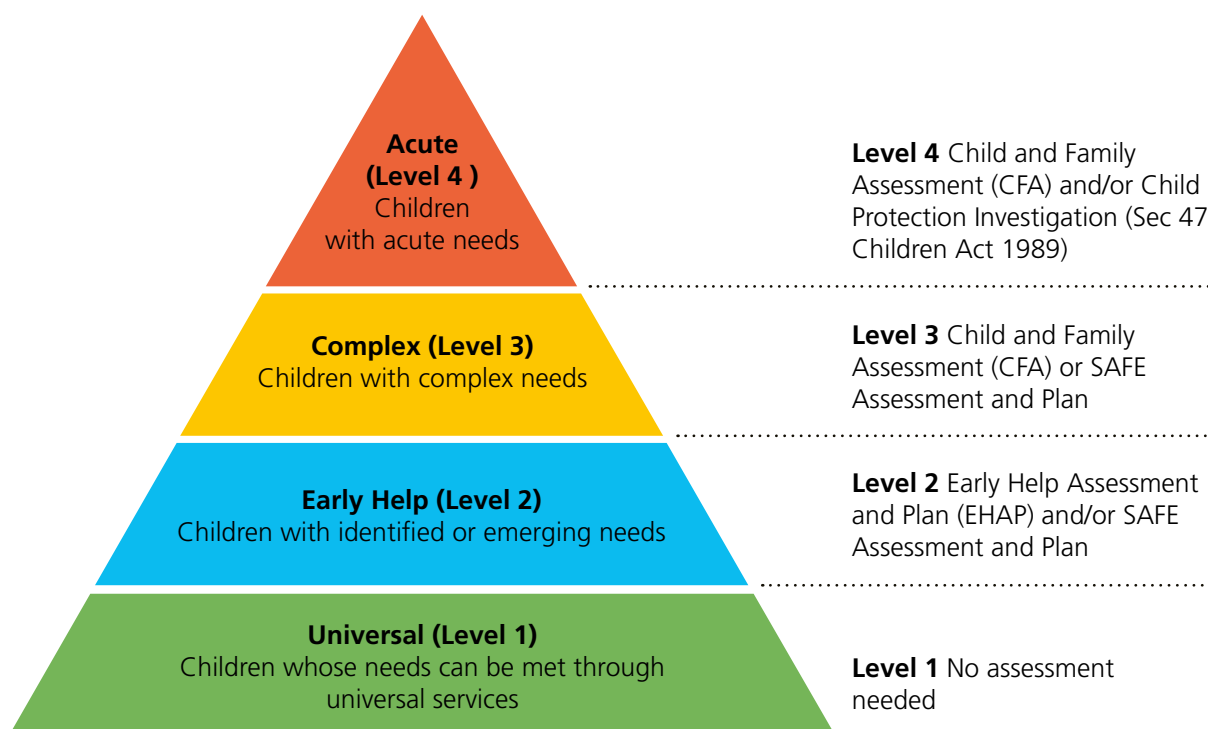 Acute
(Level 4 )
Children
with acute needs
Level 4 Child and Family
Assessment (CFA) and/or Child
Protection Investigation (Sec 47
Children Act 1989)
Complex (Level 3)
Children with complex needs
Level 3 Child and Family
Assessment (CFA) or SAFE
Assessment and Plan
Early Help (Level 2)
Children with identified or emerging needs
Level 2 Early Help Assessment
and Plan (EHAP) and/or SAFE
Assessment and Plan
Universal (Level 1)
Children whose needs can be met through
universal services
Level 1 No assessment
needed